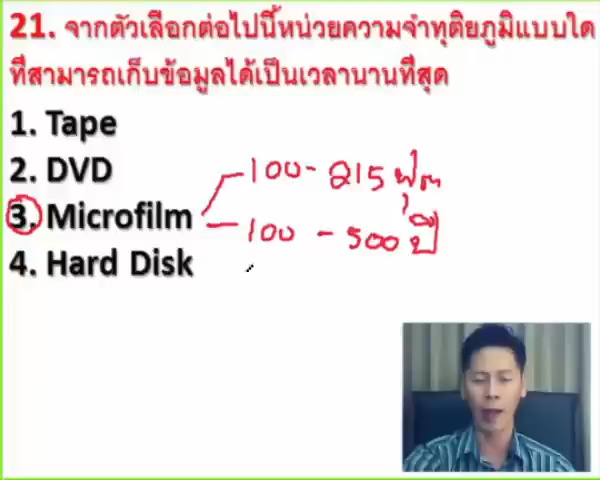 21. จากตัวเลือกต่อไปนี้หน่วยความจำทุติยภูมิแบบใด
ที่สามารถเก็บข้อมูลได้เป็นเวลานานที่สุด
1. Tape
2. DVD
3. Microfilm
4. Hard Disk
100 - 215 ฟุต
100 - 500 ปี